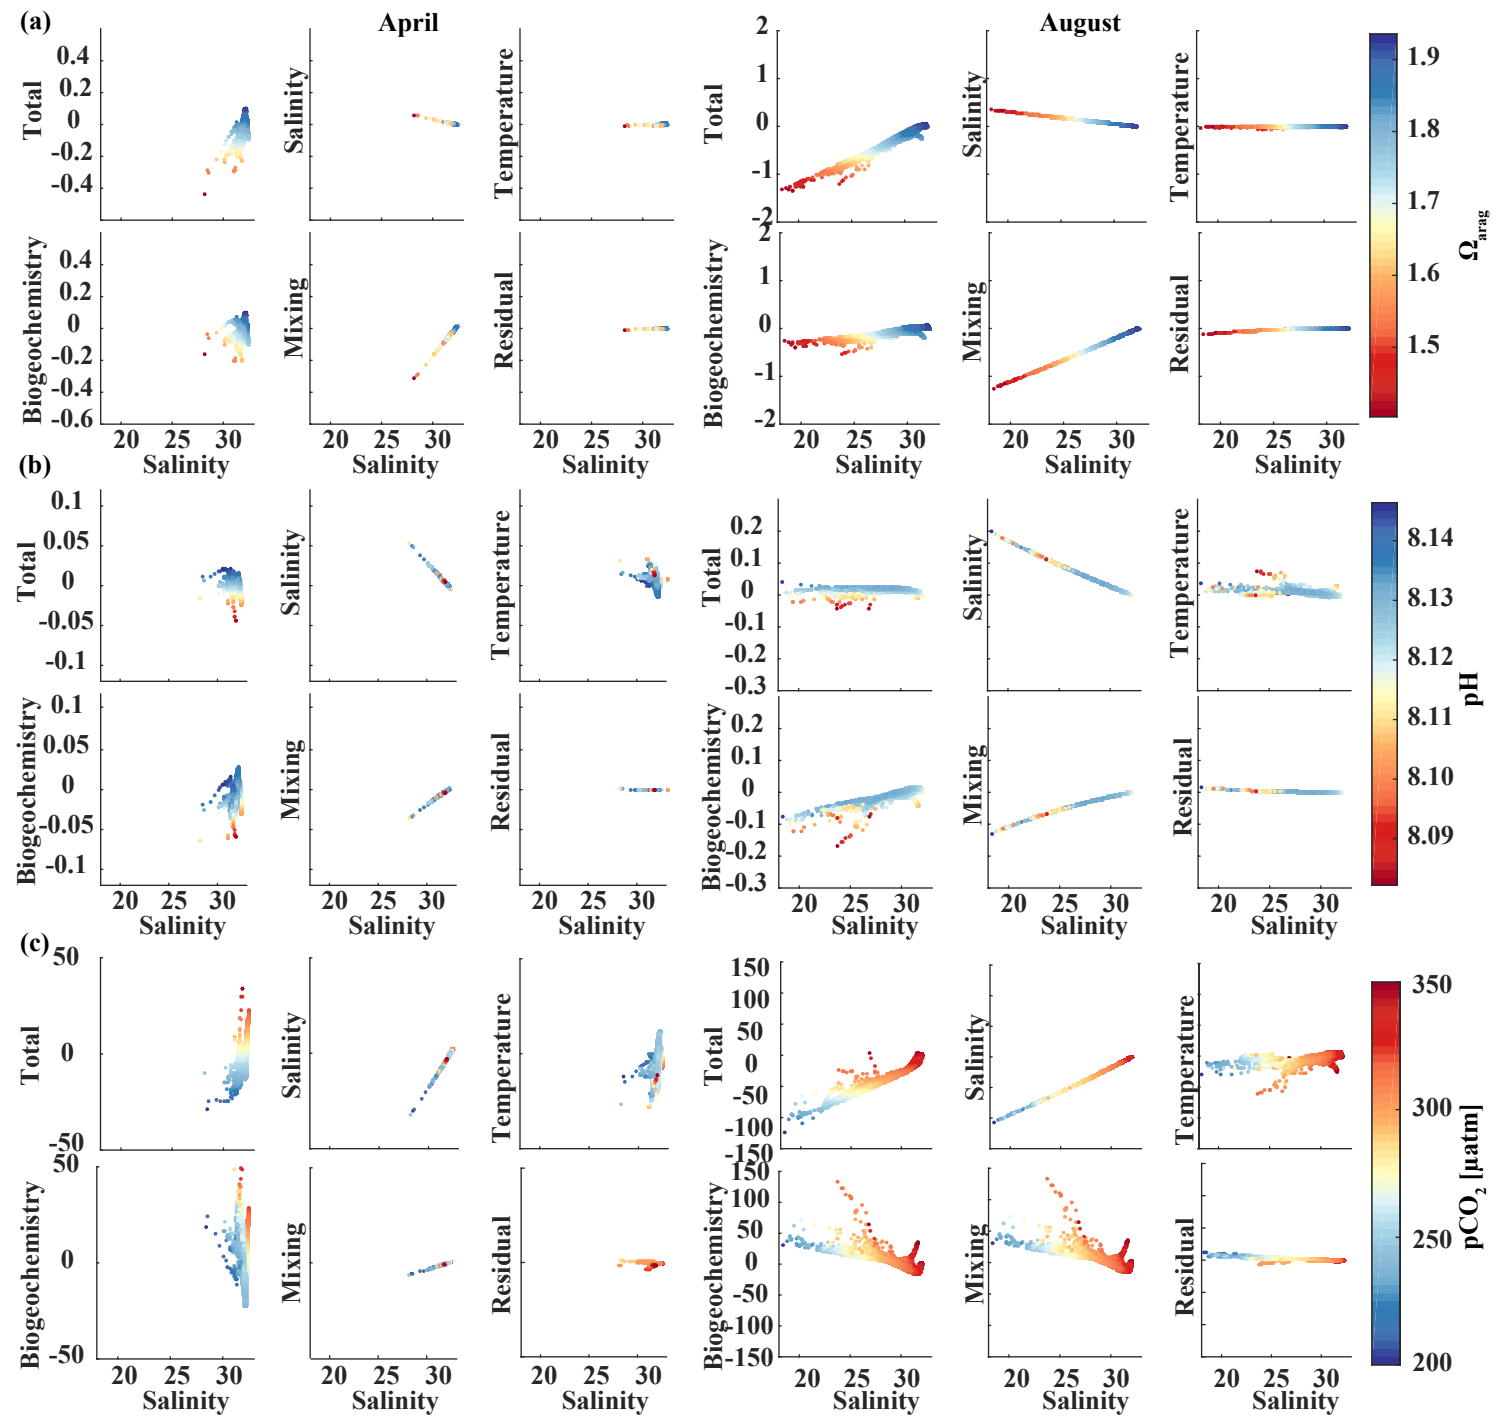 (a)
April
August
0.4
0.2
0
-0.2
-0.4
Total
Salinity
Temperature
2
1
0
-1
-2
Total
Salinity
Temperature
20 25 30
0.4
0.2
0
-0.2
-0.4
-0.6
Biogeochemistry
Mixing
Residual
2
1
0
-1
-2
Biogeochemistry
Mixing
Residual
20 25 30
20 25 30
20 25 30
20 25 30
20 25 30
20 25 30
Salinity
Salinity
Salinity
Salinity
Salinity
Salinity
1.9
1.8
1.7
1.6
1.5
Ωarag
(b)
0.1
0.05
0
-0.05
-0.1
Total
Salinity
Temperature
0.2
0.1
0
-0.1
-0.2
-0.3
Total
Salinity
Temperature
0.1
0.05
0
-0.05
-0.1
Biogeochemistry
Mixing
Residual
0.2
0.1
0
-0.1
-0.2
-0.3
Biogeochemistry
Mixing
Residual
20 25 30
20 25 30
20 25 30
20 25 30
20 25 30
20 25 30
Salinity
Salinity
Salinity
Salinity
Salinity
Salinity
8.14
8.13
8.12
8.11
8.10
8.09
pH
(c)
50
0
-50
Total
Salinity
Temperature
150
100
50
0
-50
-100
-150
Total
Salinity
Temperature
50
0
-50
Biogeochemistry
Mixing
Residual
150
100
50
0
-50
-100
-150
Biogeochemistry
Mixing
Residual
20 25 30
20 25 30
20 25 30
20 25 30
20 25 30
20 25 30
Salinity
Salinity
Salinity
Salinity
Salinity
Salinity
350
300
250
200
pCO₂ [µatm]